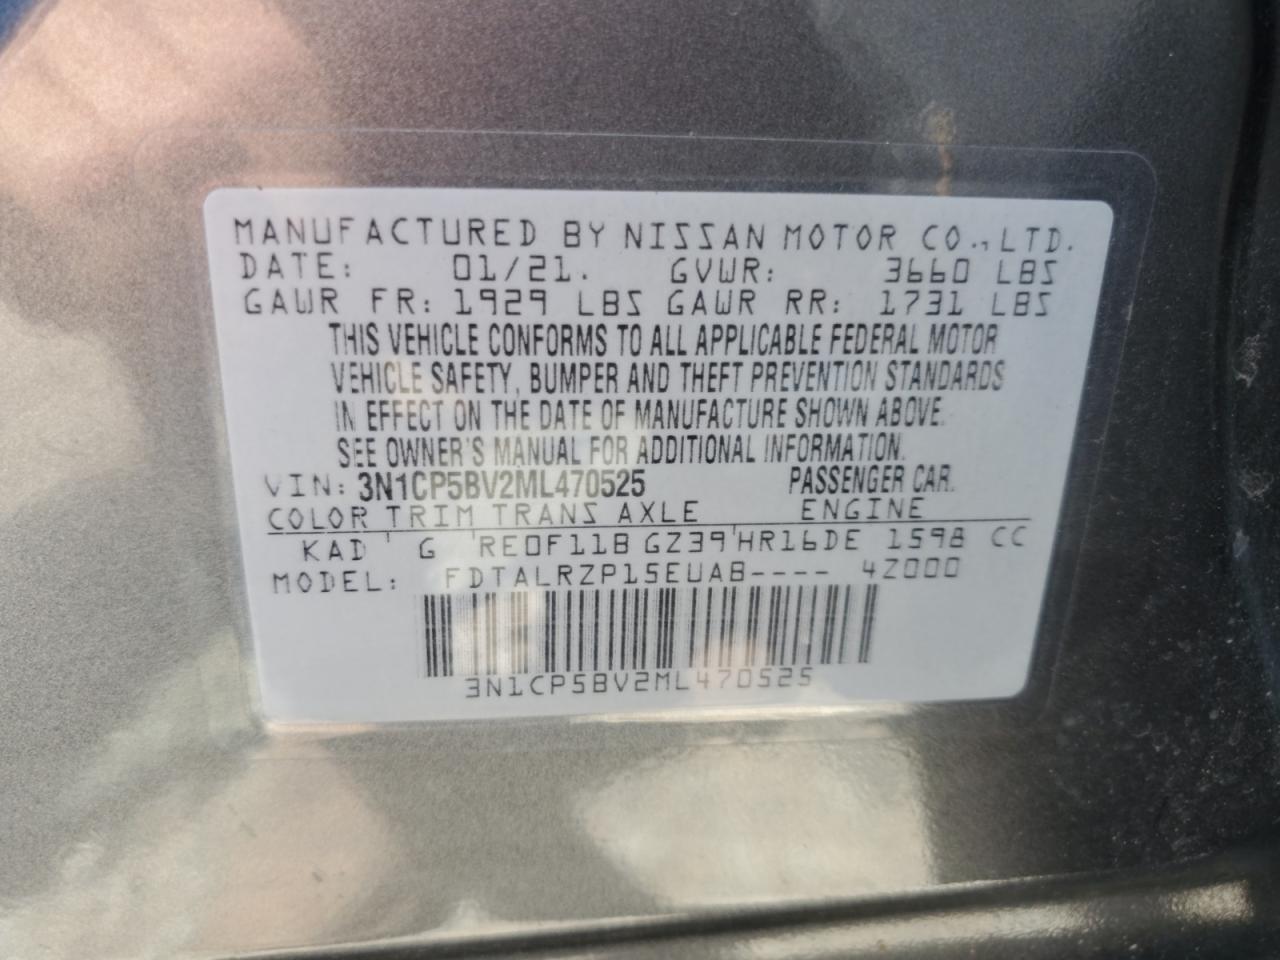 MANUFACTURED BY NISSAN MOTOR CO., LTD.
DATE: 01/21. GVWR: 3660 LBS
GAWR FR: 1929 LBS GAWR RR: 1731 LBS
THIS VEHICLE CONFORMS TO ALL APPLICABLE FEDERAL MOTOR
VEHICLE SAFETY, BUMPER AND THEFT PREVENTION STANDARDS
IN EFFECT ON THE DATE OF MANUFACTURE SHOWN ABOVE.
SEE OWNER'S MANUAL FOR ADDITIONAL INFORMATION.
VIN: 3N1CP5BV2ML470525 PASSENGER CAR.
COLOR TRIM TRANS AXLE ENGINE
KAD ' G 'RE0F11B GZ39'HR16DE 1598 CC
MODEL: FDTALRZP15EUAB---- 4Z000
3N1CP5BV2ML470525